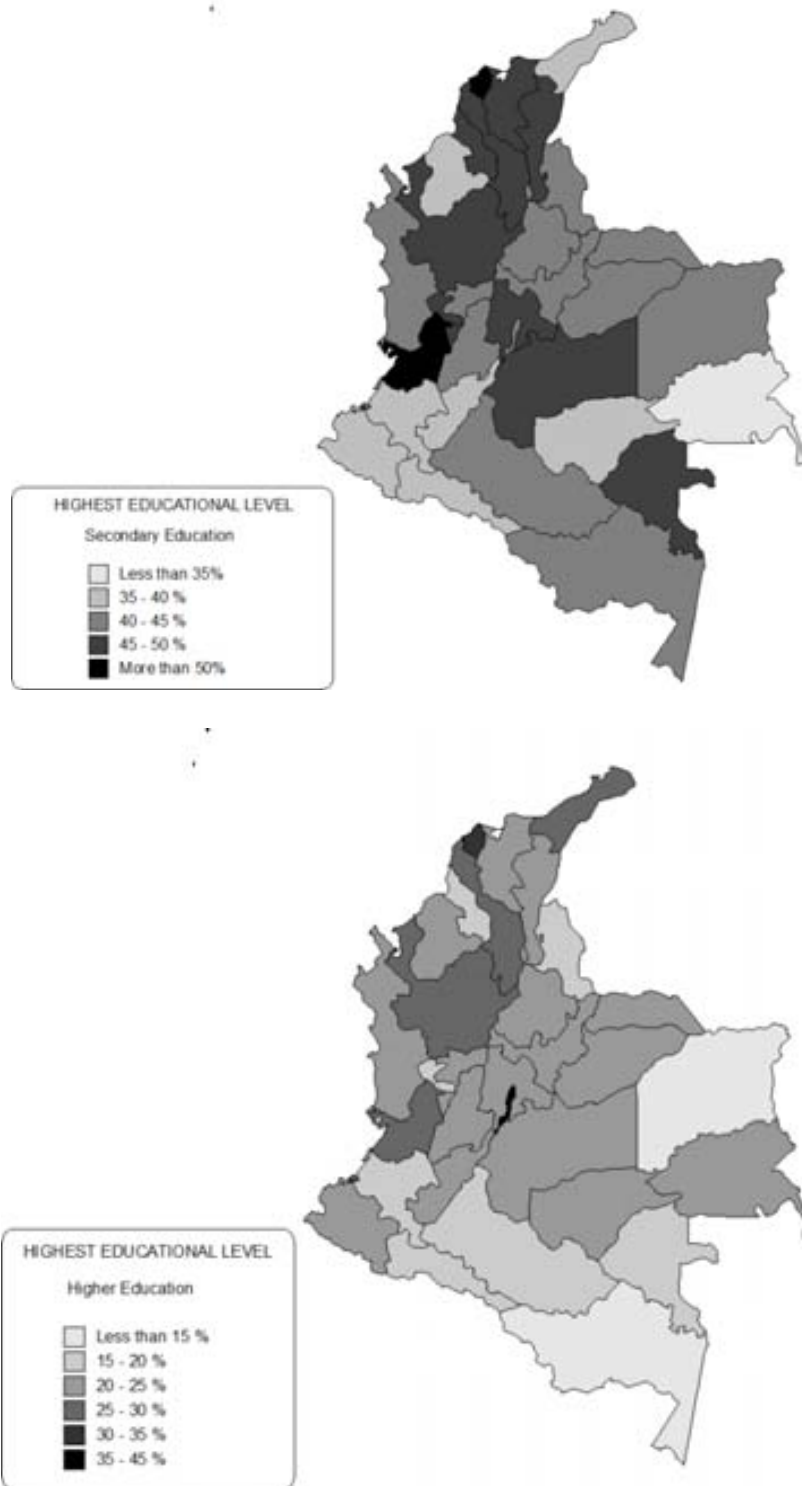 HIGHEST EDUCATIONAL LEVEL
Secondary Education
Less than 35%
35 - 40 %
40 - 45 %
45 - 50 %
More than 50%
HIGHEST EDUCATIONAL LEVEL
Higher Education
Less than 15 %
15 - 20 %
20 - 25 %
25 - 30 %
30 - 35 %
35 - 45 %